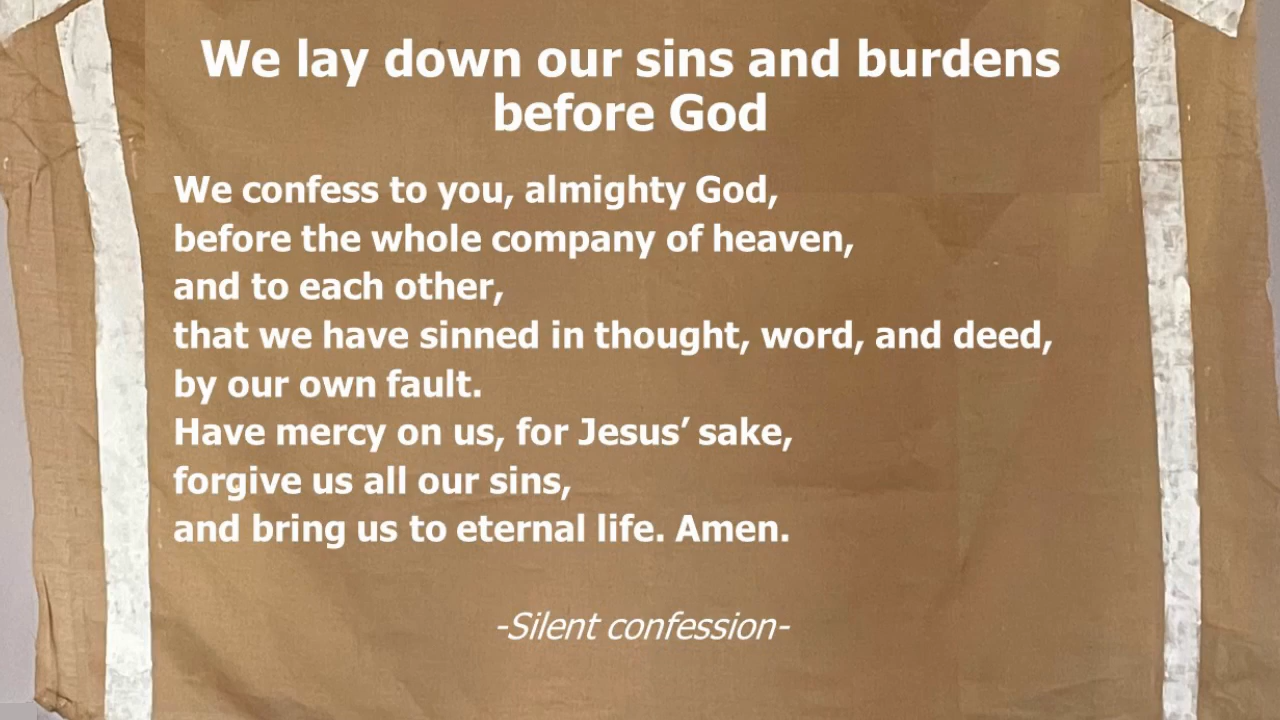 We lay down our sins and burdens
before God
We confess to you, almighty God,
before the whole company of heaven,
and to each other,
that we have sinned in thought, word, and deed,
by our own fault.
Have mercy on us, for Jesus’ sake,
forgive us all our sins,
and bring us to eternal life. Amen.
-Silent confession-